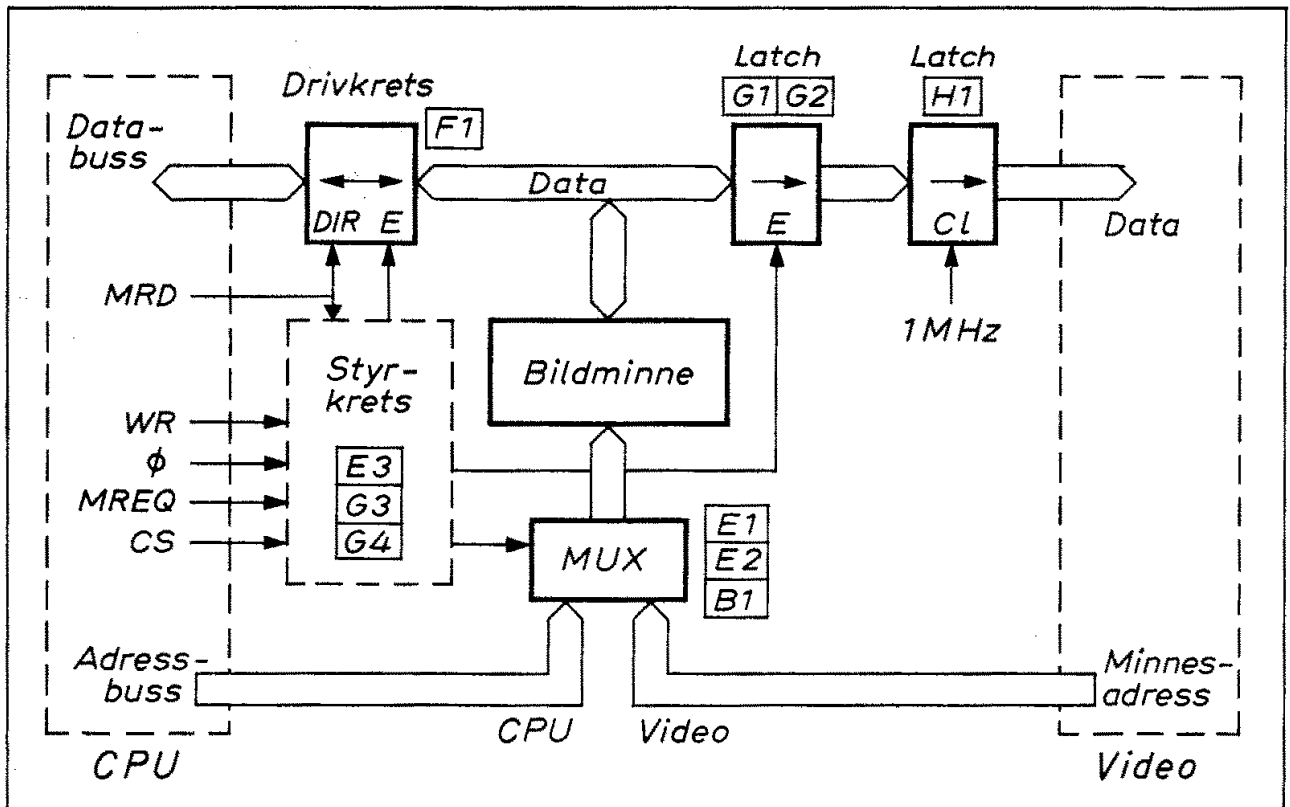 Latch
G1 G2
Latch
H1
Drivkrets
F1
Data-
buss
Data
DIR E
E
Cl
Data
MRD
1MHz
Styr-
krets
Bildminne
WR
ϕ
MREQ
CS
E3
G3
G4
MUX
E1
E2
B1
Adress-
buss
Minnes-
adress
CPU
Video
CPU
Video